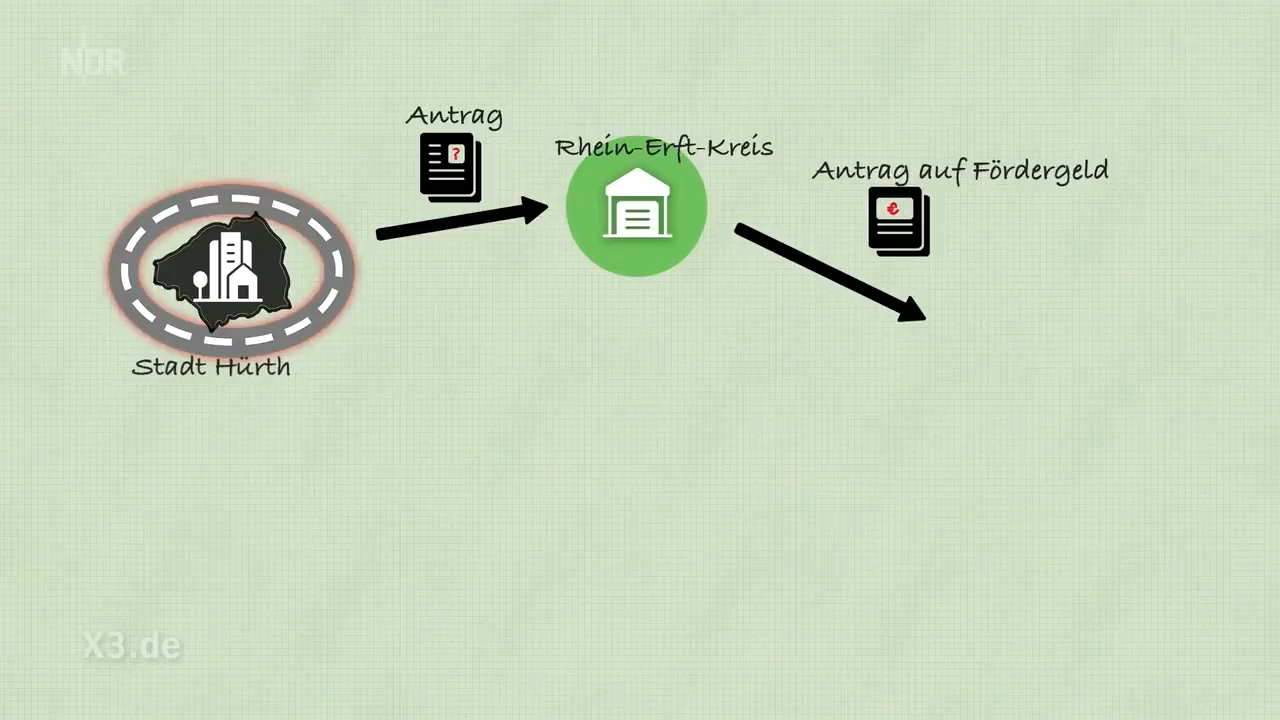 NDR
Antrag
?
Rhein-Erft-Kreis
Antrag auf Fördergeld
€
Stadt Hürth
X3.de